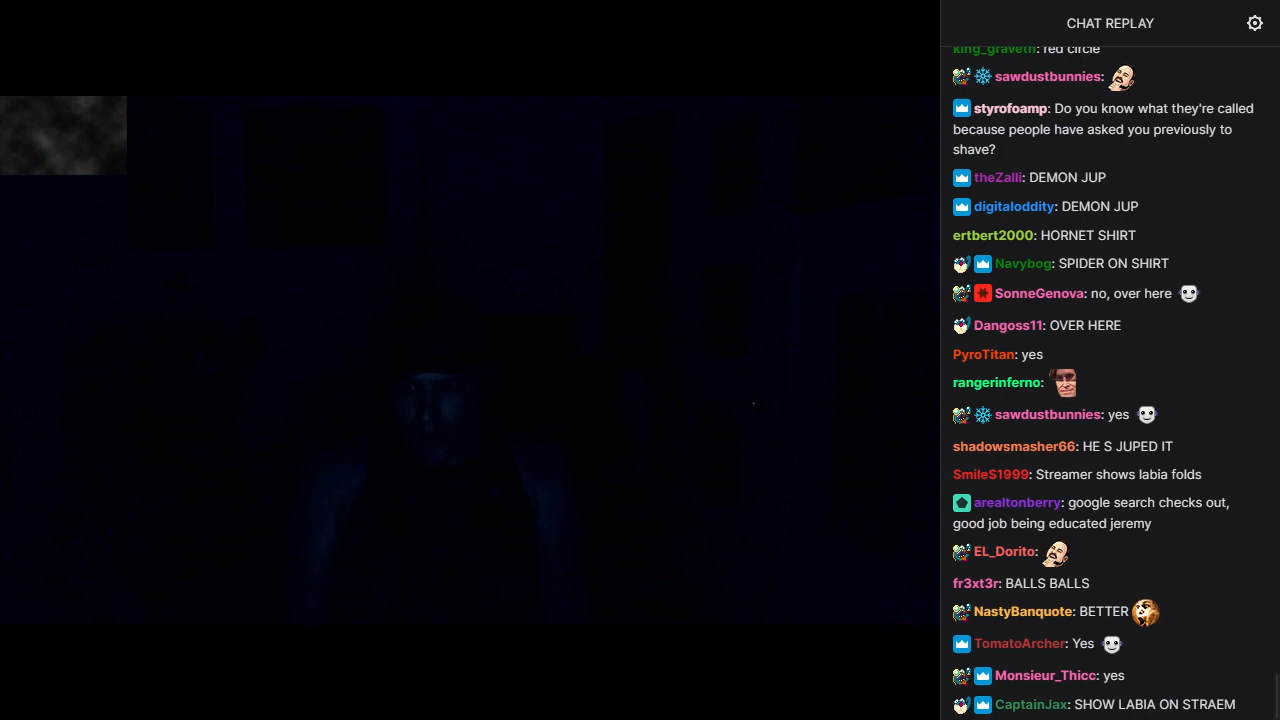 CHAT REPLAY
king_graveth: red circle
sawdustbunnies:
styrofoamp: Do you know what they're called
because people have asked you previously to
shave?
theZalli: DEMON JUP
digitaloddity: DEMON JUP
ertbert2000: HORNET SHIRT
Navybog: SPIDER ON SHIRT
SonneGenova: no, over here
Dangoss11: OVER HERE
PyroTitan: yes
rangerinferno:
sawdustbunnies: yes
shadowsmasher66: HE S JUPED IT
SmileS1999: Streamer shows labia folds
arealtonberry: google search checks out,
good job being educated jeremy
EL_Dorito:
fr3xt3r: BALLS BALLS
NastyBanquote: BETTER
TomatoArcher: Yes
Monsieur_Thicc: yes
CaptainJax: SHOW LABIA ON STRAEM